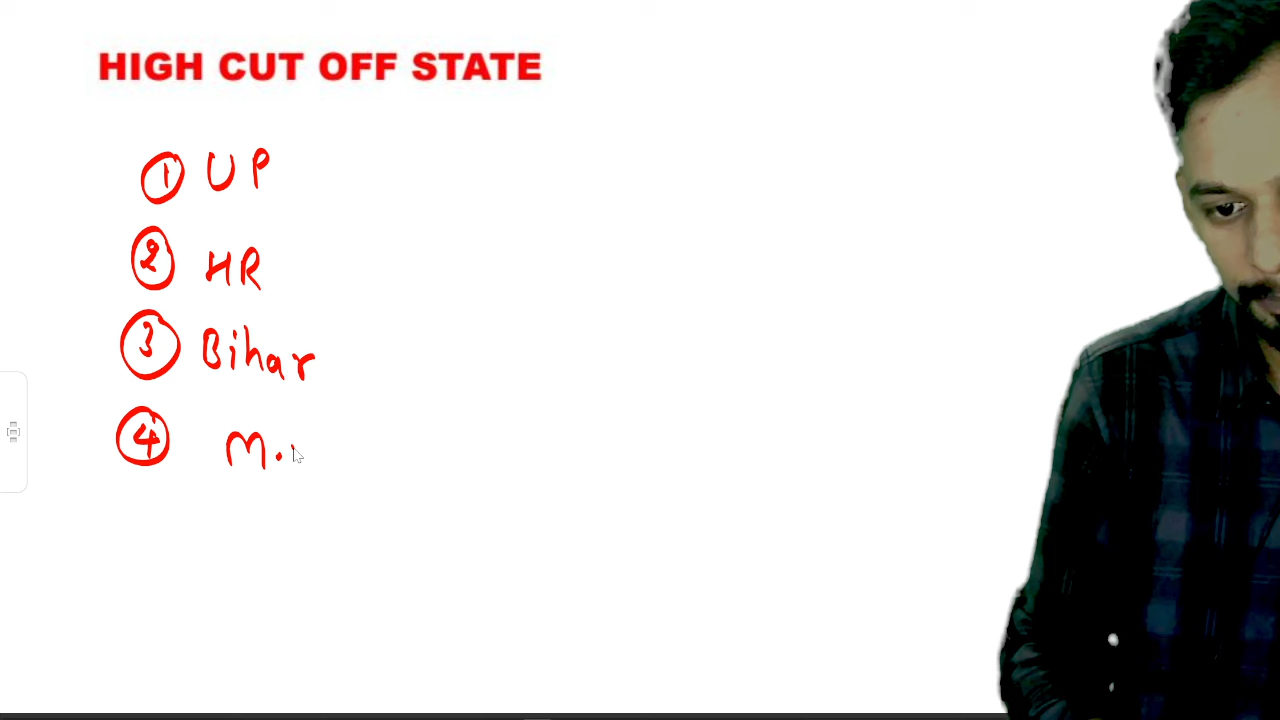 HIGH CUT OFF STATE
① UP
② HR
③ Bihar
④ M.